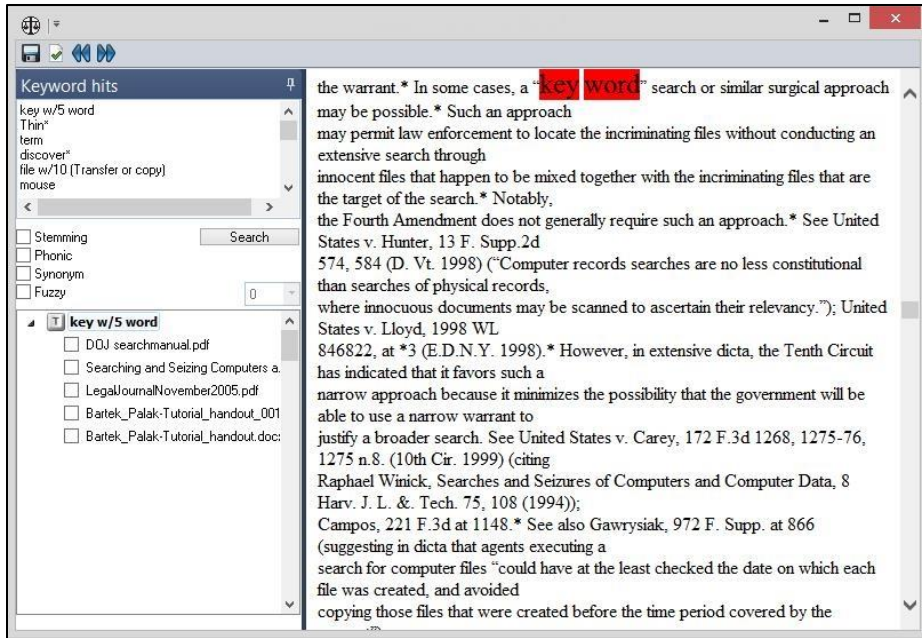 Keyword hits
key w/5 word
Thin*
term
discover*
file w/10 (Transfer or copy)
mouse
Stemming
Search
Phonic
Synonym
Fuzzy
0
T key w/5 word
DOJ searchmanual.pdf
Searching and Seizing Computers a.
LegalJournalNovember2005.pdf
Bartek_Palak-Tutorial_handout_001
Bartek_Palak-Tutorial_handout.doc
the warrant.* In some cases, a “key word” search or similar surgical approach
may be possible.* Such an approach
may permit law enforcement to locate the incriminating files without conducting an
extensive search through
innocent files that happen to be mixed together with the incriminating files that are
the target of the search.* Notably,
the Fourth Amendment does not generally require such an approach.* See United
States v. Hunter, 13 F. Supp.2d
574, 584 (D. Vt. 1998) (“Computer records searches are no less constitutional
than searches of physical records,
where innocuous documents may be scanned to ascertain their relevancy.”); United
States v. Lloyd, 1998 WL
846822, at *3 (E.D.N.Y. 1998).* However, in extensive dicta, the Tenth Circuit
has indicated that it favors such a
narrow approach because it minimizes the possibility that the government will be
able to use a narrow warrant to
justify a broader search. See United States v. Carey, 172 F.3d 1268, 1275-76,
1275 n.8. (10th Cir. 1999) (citing
Raphael Winick, Searches and Seizures of Computers and Computer Data, 8
Harv. J. L. &. Tech. 75, 108 (1994));
Campos, 221 F.3d at 1148.* See also Gawrysiak, 972 F. Supp. at 866
(suggesting in dicta that agents executing a
search for computer files “could have at the least checked the date on which each
file was created, and avoided
copying those files that were created before the time period covered by the